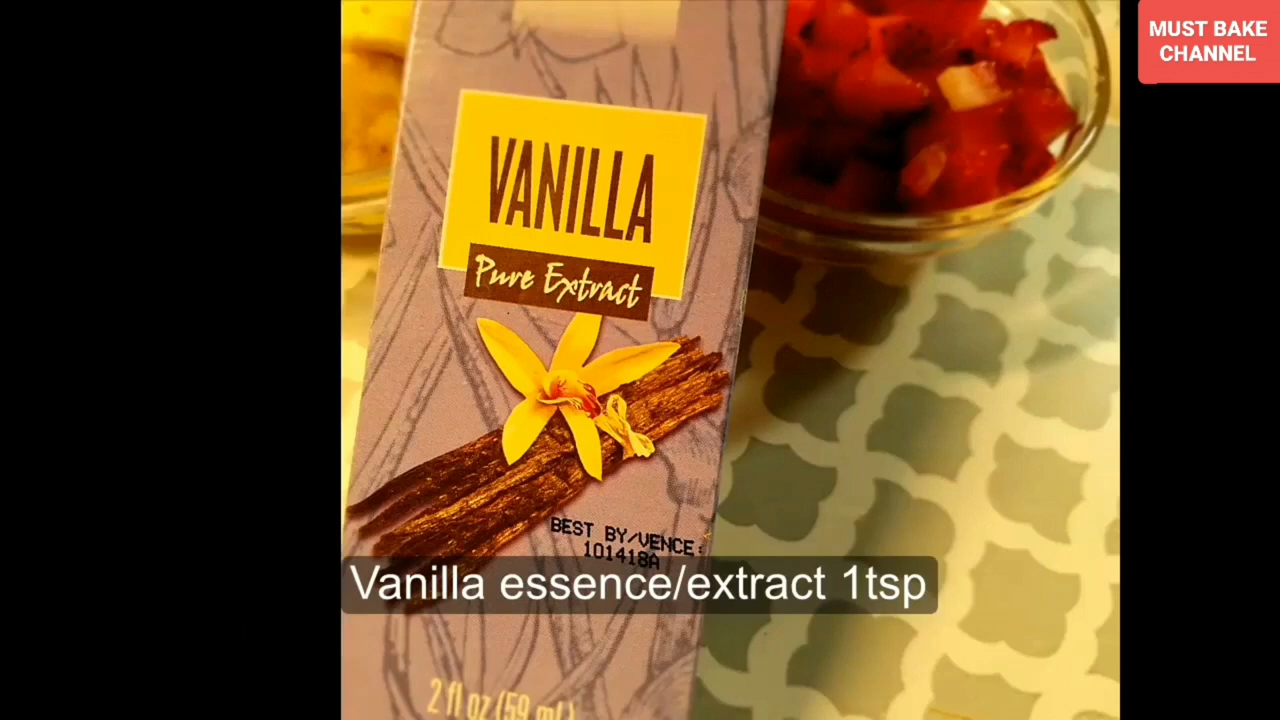 MUST BAKE
CHANNEL
VANILLA
Pure Extract
BEST BY/VENCE:
101418A
Vanilla essence/extract 1tsp
2 fl oz (59 mL)